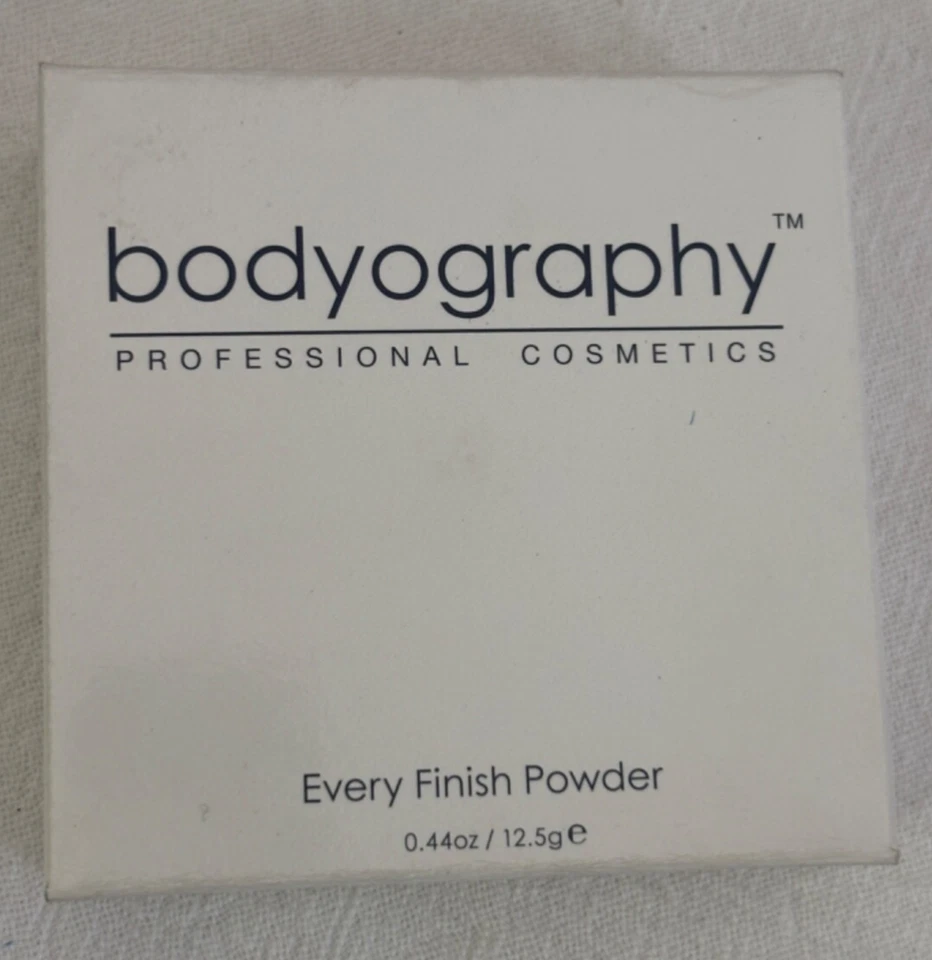 bodyography™
PROFESSIONAL COSMETICS
Every Finish Powder
0.44oz / 12.5g ℮